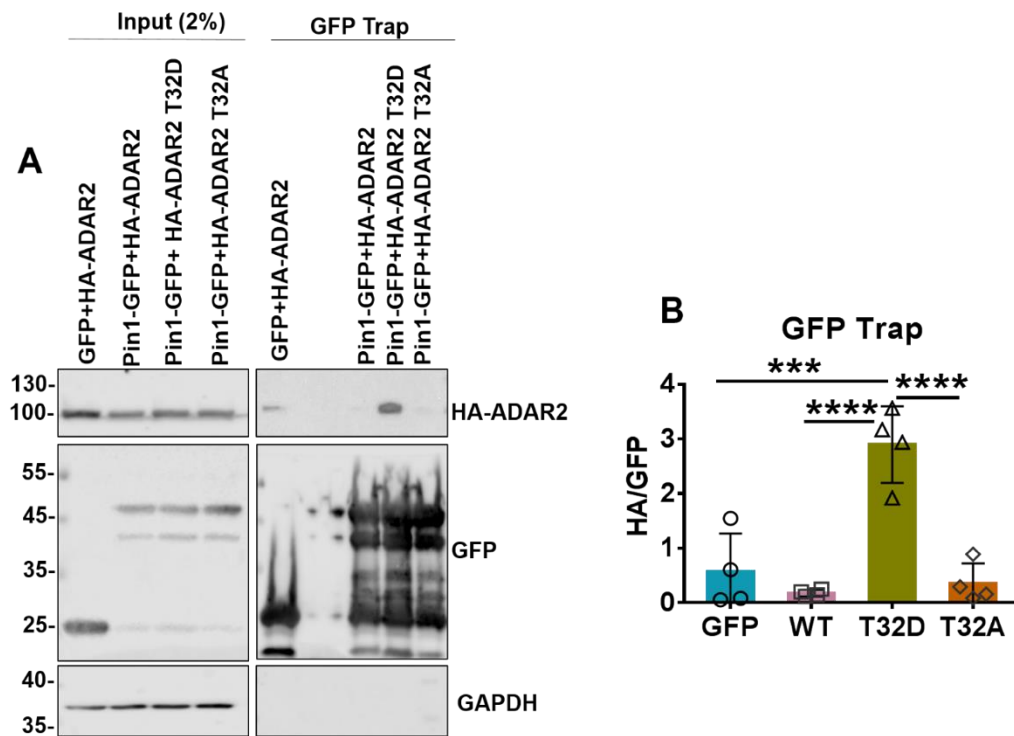 Input (2%)
GFP Trap
A
GFP+HA-ADAR2
Pin1-GFP+HA-ADAR2
Pin1-GFP+ HA-ADAR2 T32D
Pin1-GFP+HA-ADAR2 T32A
GFP+HA-ADAR2
Pin1-GFP+HA-ADAR2
Pin1-GFP+HA-ADAR2 T32D
Pin1-GFP+HA-ADAR2 T32A
130-
100-
HA-ADAR2
55-
45-
35-
25-
GFP
40-
35-
GAPDH
B
GFP Trap
***
****
****
HA/GFP
4
3
2
1
0
GFP WT T32D T32A